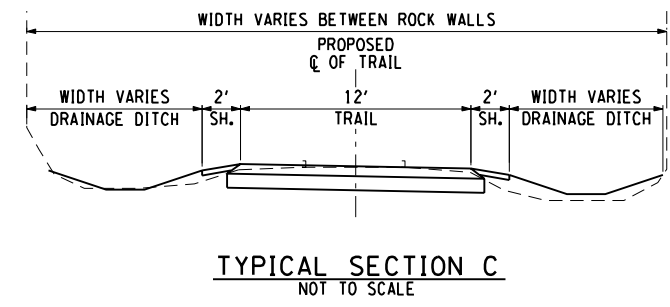 WIDTH VARIES BETWEEN ROCK WALLS
PROPOSED
℄ OF TRAIL
WIDTH VARIES
DRAINAGE DITCH
2'
SH.
12'
TRAIL
2'
SH.
WIDTH VARIES
DRAINAGE DITCH
TYPICAL SECTION C
NOT TO SCALE